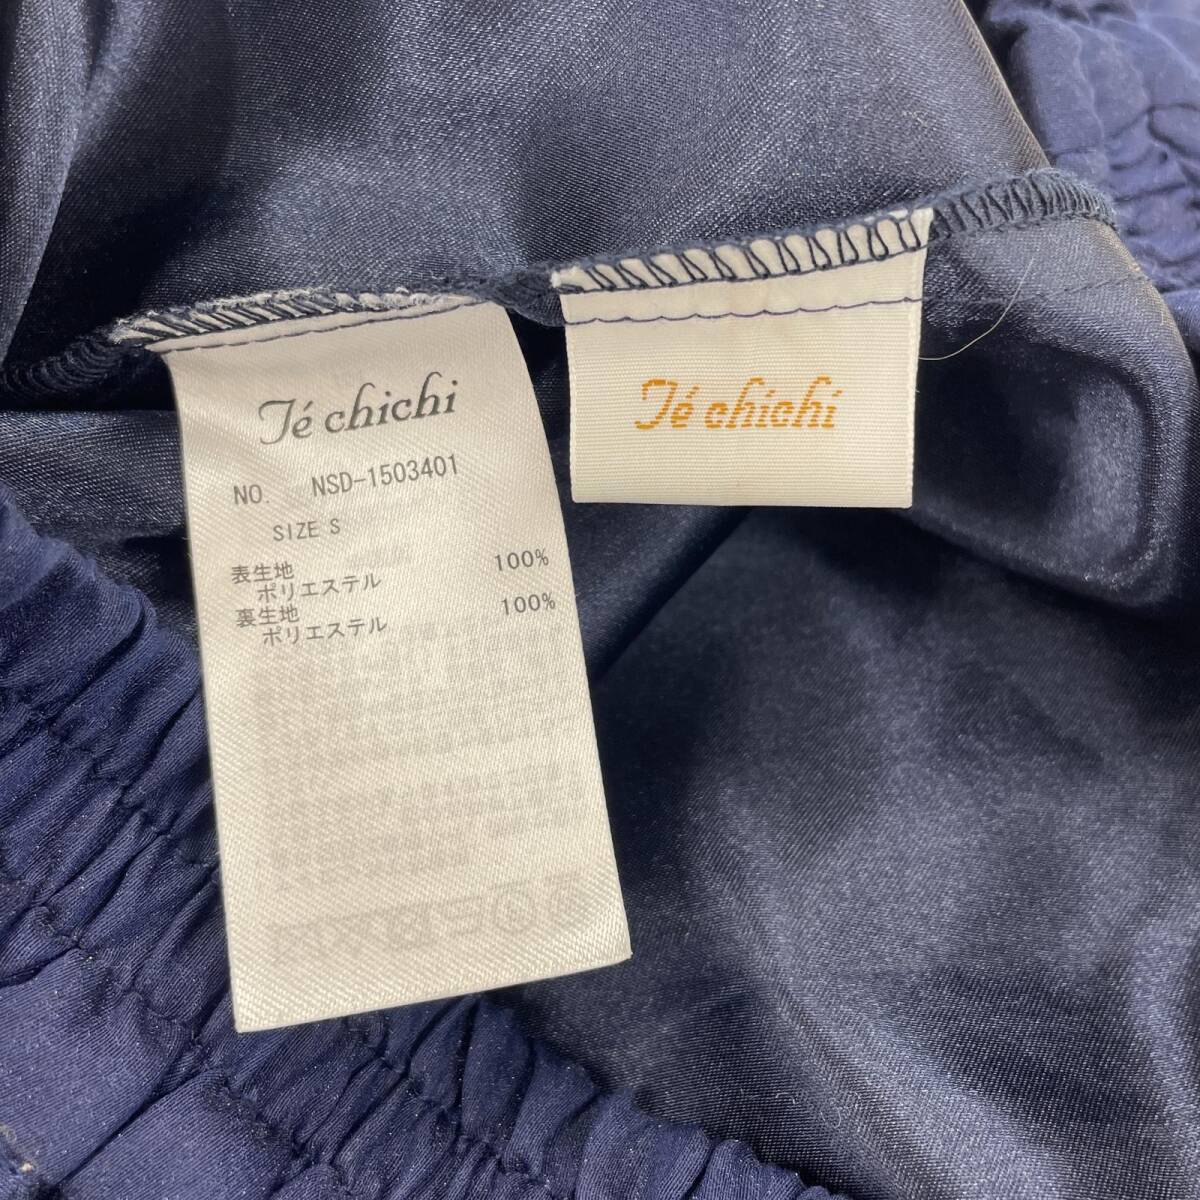 Té chichi
NO. NSD-1503401
SIZE S
表生地
ポリエステル 100%
裏生地
ポリエステル 100%
Té chichi